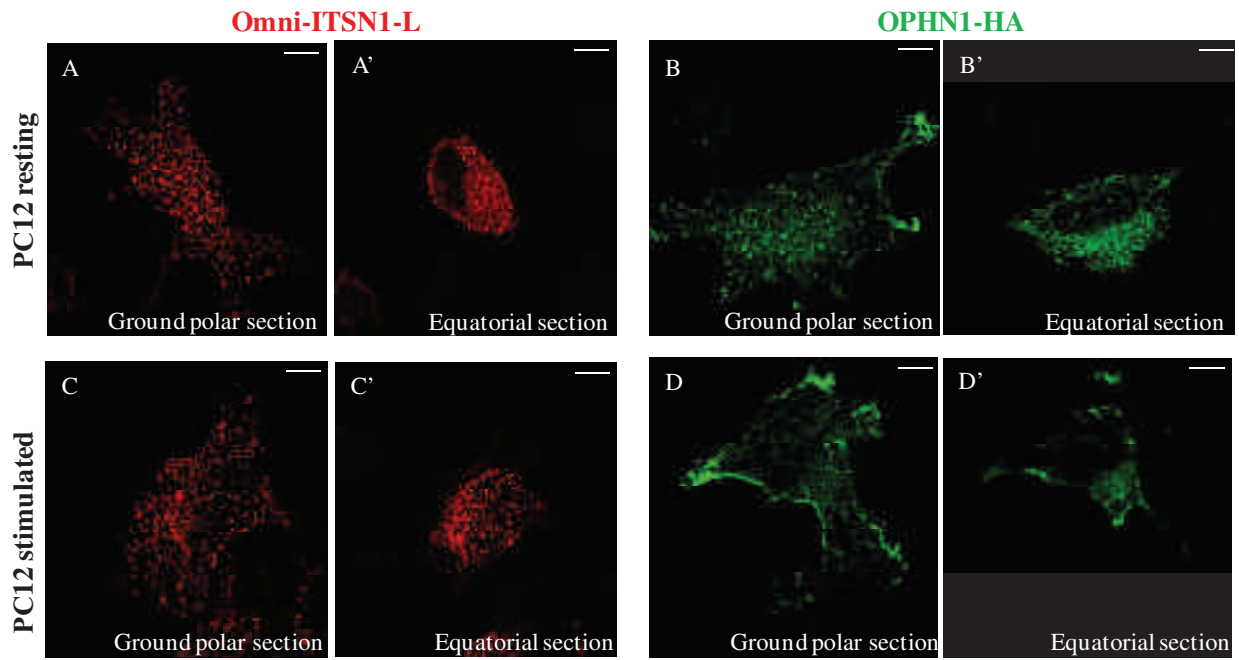 Omni-ITSN1-L
OPHN1-HA
PC12 resting
A
Ground polar section
A’
Equatorial section
B
Ground polar section
B’
Equatorial section
PC12 stimulated
C
Ground polar section
C’
Equatorial section
D
Ground polar section
D’
Equatorial section